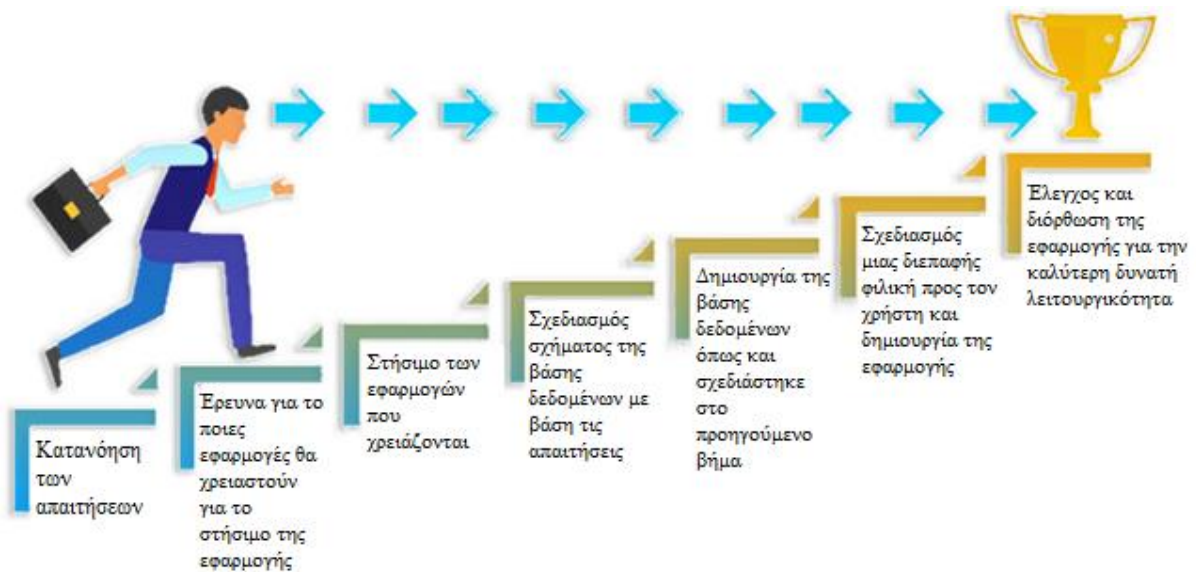 Κατανόηση
των
απαιτήσεων
Έρευνα για το
ποιες
εφαρμογές θα
χρειαστούν
για το
στήσιμο της
εφαρμογής
Στήσιμο των
εφαρμογών
που
χρειάζονται
Σχεδιασμός
σχήματος της
βάσης
δεδομένων με
βάση τις
απαιτήσεις
Δημιουργία της
βάσης
δεδομένων
όπως και
σχεδιάστηκε
στο
προηγούμενο
βήμα
Σχεδιασμός
μιας διεπαφής
φιλική προς τον
χρήστη και
δημιουργία της
εφαρμογής
Έλεγχος και
διόρθωση της
εφαρμογής για την
καλύτερη δυνατή
λειτουργικότητα